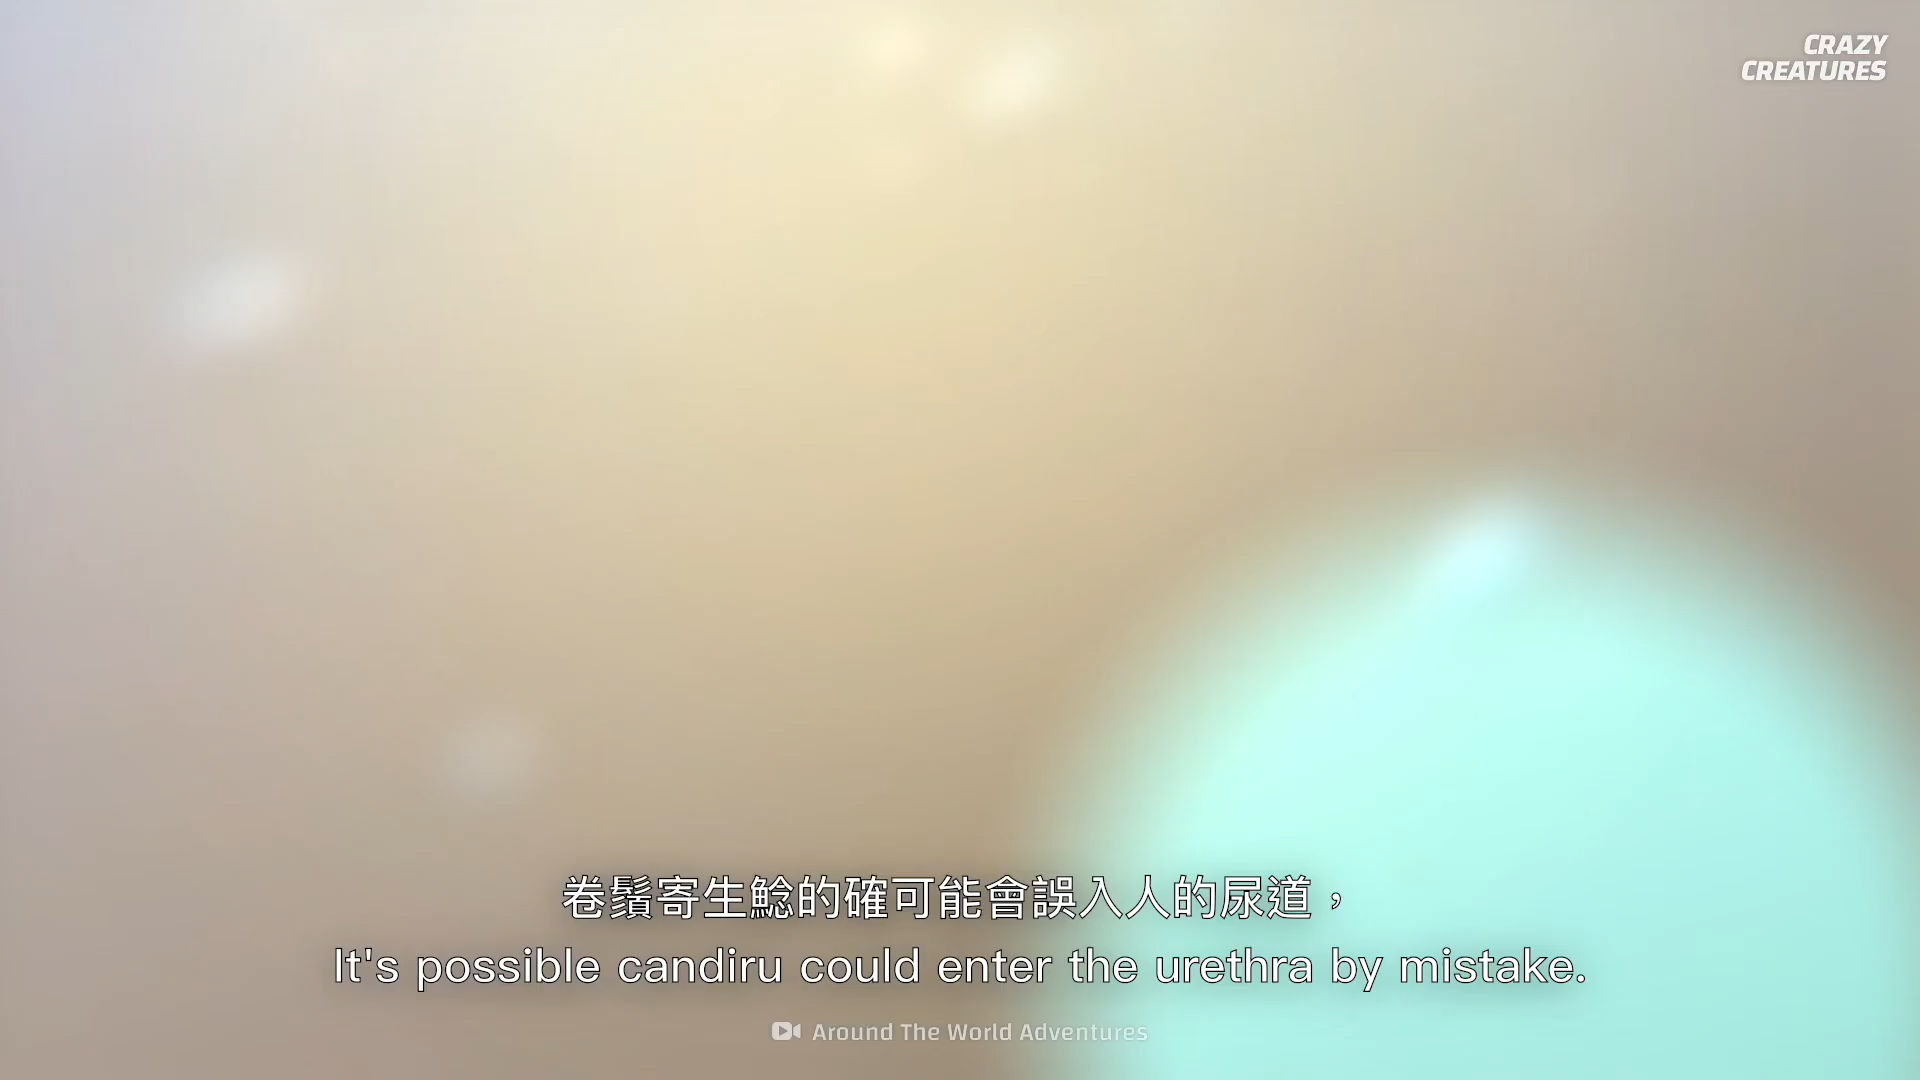 CRAZY
CREATURES
卷鬚寄生鯰的確可能會誤入人的尿道，
It's possible candiru could enter the urethra by mistake.
Around The World Adventures